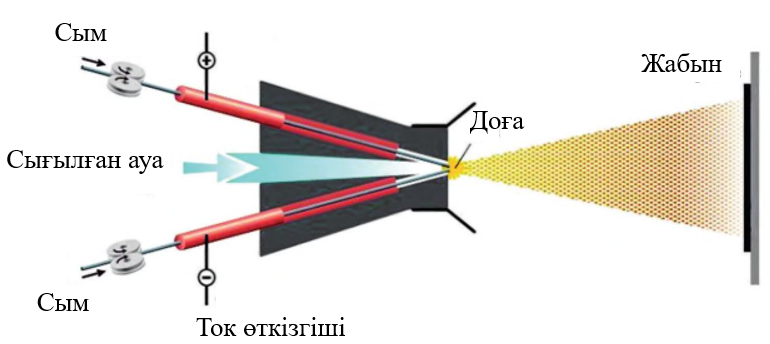 Сым
Жабын
Доға
Сығылған ауа
Сым
Ток өткізгіші